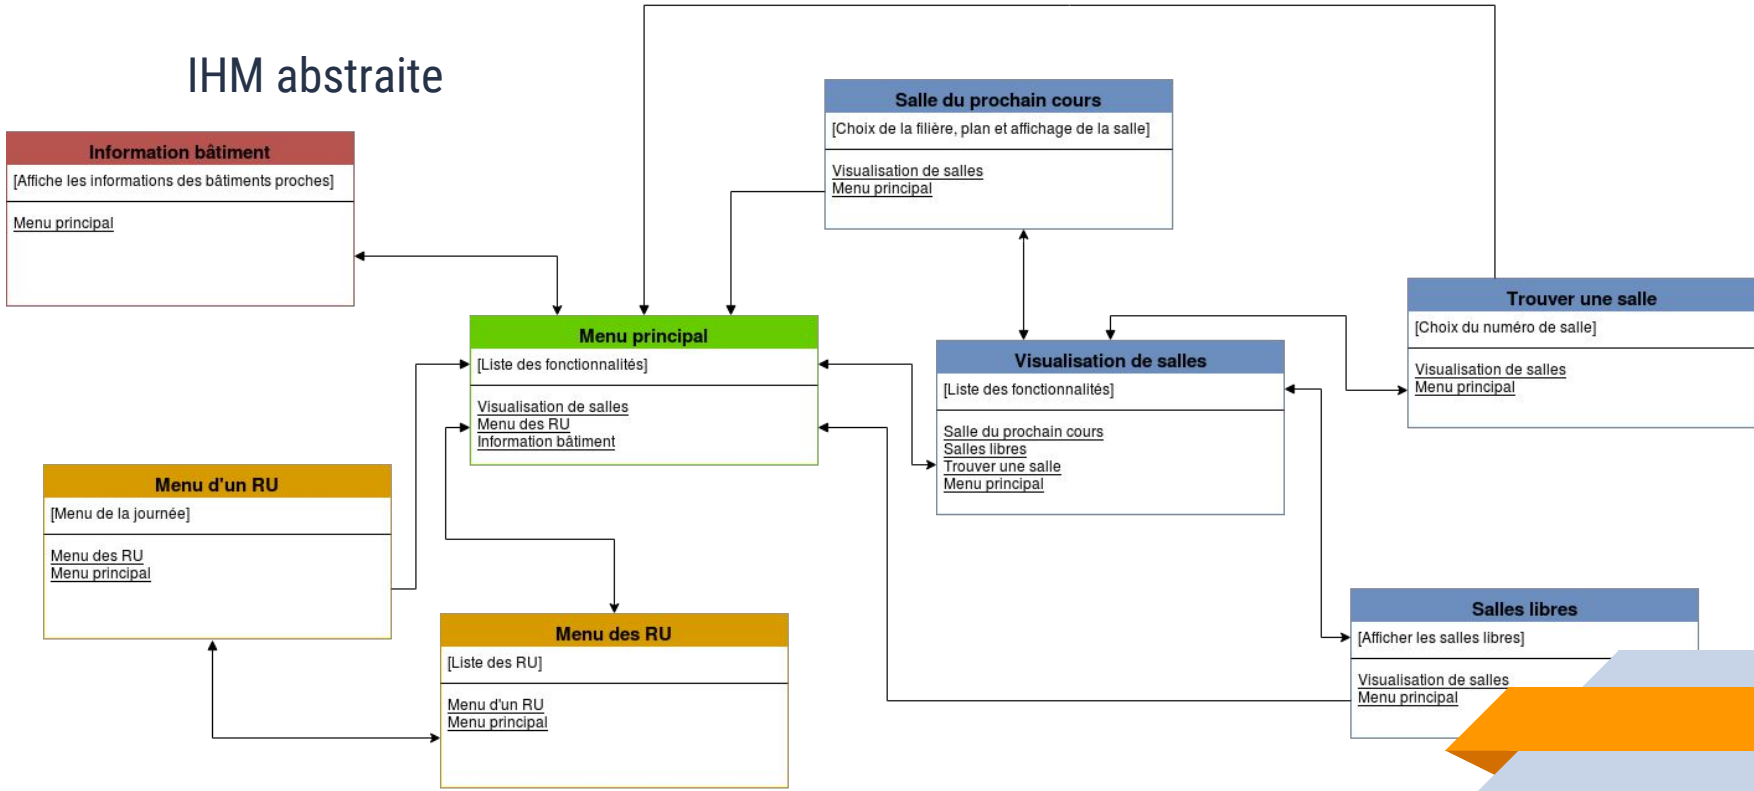 IHM abstraite
Salle du prochain cours
[Choix de la filière, plan et affichage de la salle]
Visualisation de salles
Menu principal
Information bâtiment
[Affiche les informations des bâtiments proches]
Menu principal
Trouver une salle
[Choix du numéro de salle]
Visualisation de salles
Menu principal
Menu principal
[Liste des fonctionnalités]
Visualisation de salles
Menu des RU
Information bâtiment
Visualisation de salles
[Liste des fonctionnalités]
Salle du prochain cours
Salles libres
Trouver une salle
Menu principal
Menu d'un RU
[Menu de la journée]
Menu des RU
Menu principal
Menu des RU
[Liste des RU]
Menu d'un RU
Menu principal
Salles libres
[Afficher les salles libres]
Visualisation de salles
Menu principal